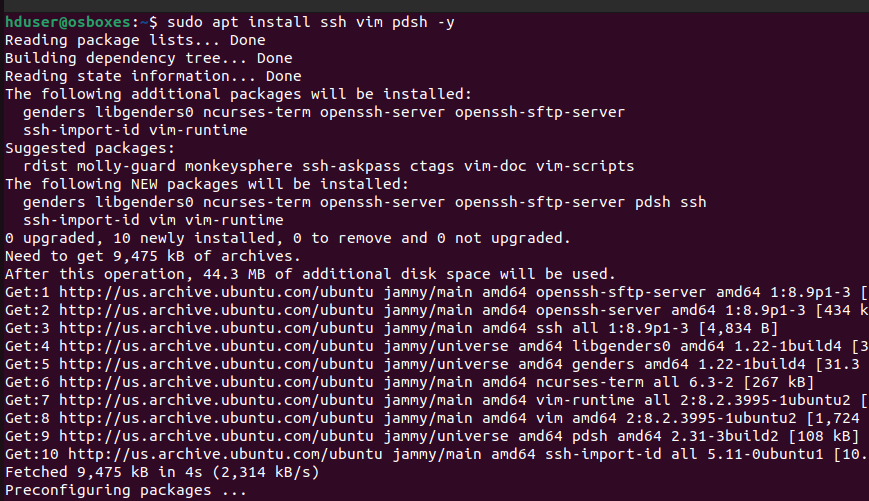 hduser@osboxes:~$ sudo apt install ssh vim pdsh -y
Reading package lists... Done
Building dependency tree... Done
Reading state information... Done
The following additional packages will be installed:
  genders libgenders0 ncurses-term openssh-server openssh-sftp-server
  ssh-import-id vim-runtime
Suggested packages:
  rdist molly-guard monkeysphere ssh-askpass ctags vim-doc vim-scripts
The following NEW packages will be installed:
  genders libgenders0 ncurses-term openssh-server openssh-sftp-server pdsh ssh
  ssh-import-id vim vim-runtime
0 upgraded, 10 newly installed, 0 to remove and 0 not upgraded.
Need to get 9,475 kB of archives.
After this operation, 44.3 MB of additional disk space will be used.
Get:1 http://us.archive.ubuntu.com/ubuntu jammy/main amd64 openssh-sftp-server amd64 1:8.9p1-3 [
Get:2 http://us.archive.ubuntu.com/ubuntu jammy/main amd64 openssh-server amd64 1:8.9p1-3 [434 k
Get:3 http://us.archive.ubuntu.com/ubuntu jammy/main amd64 ssh all 1:8.9p1-3 [4,834 B]
Get:4 http://us.archive.ubuntu.com/ubuntu jammy/universe amd64 libgenders0 amd64 1.22-1build4 [3
Get:5 http://us.archive.ubuntu.com/ubuntu jammy/universe amd64 genders amd64 1.22-1build4 [31.3
Get:6 http://us.archive.ubuntu.com/ubuntu jammy/main amd64 ncurses-term all 6.3-2 [267 kB]
Get:7 http://us.archive.ubuntu.com/ubuntu jammy/main amd64 vim-runtime all 2:8.2.3995-1ubuntu2 [
Get:8 http://us.archive.ubuntu.com/ubuntu jammy/main amd64 vim amd64 2:8.2.3995-1ubuntu2 [1,724
Get:9 http://us.archive.ubuntu.com/ubuntu jammy/universe amd64 pdsh amd64 2.31-3build2 [108 kB]
Get:10 http://us.archive.ubuntu.com/ubuntu jammy/main amd64 ssh-import-id all 5.11-0ubuntu1 [10.
Fetched 9,475 kB in 4s (2,314 kB/s)
Preconfiguring packages ...